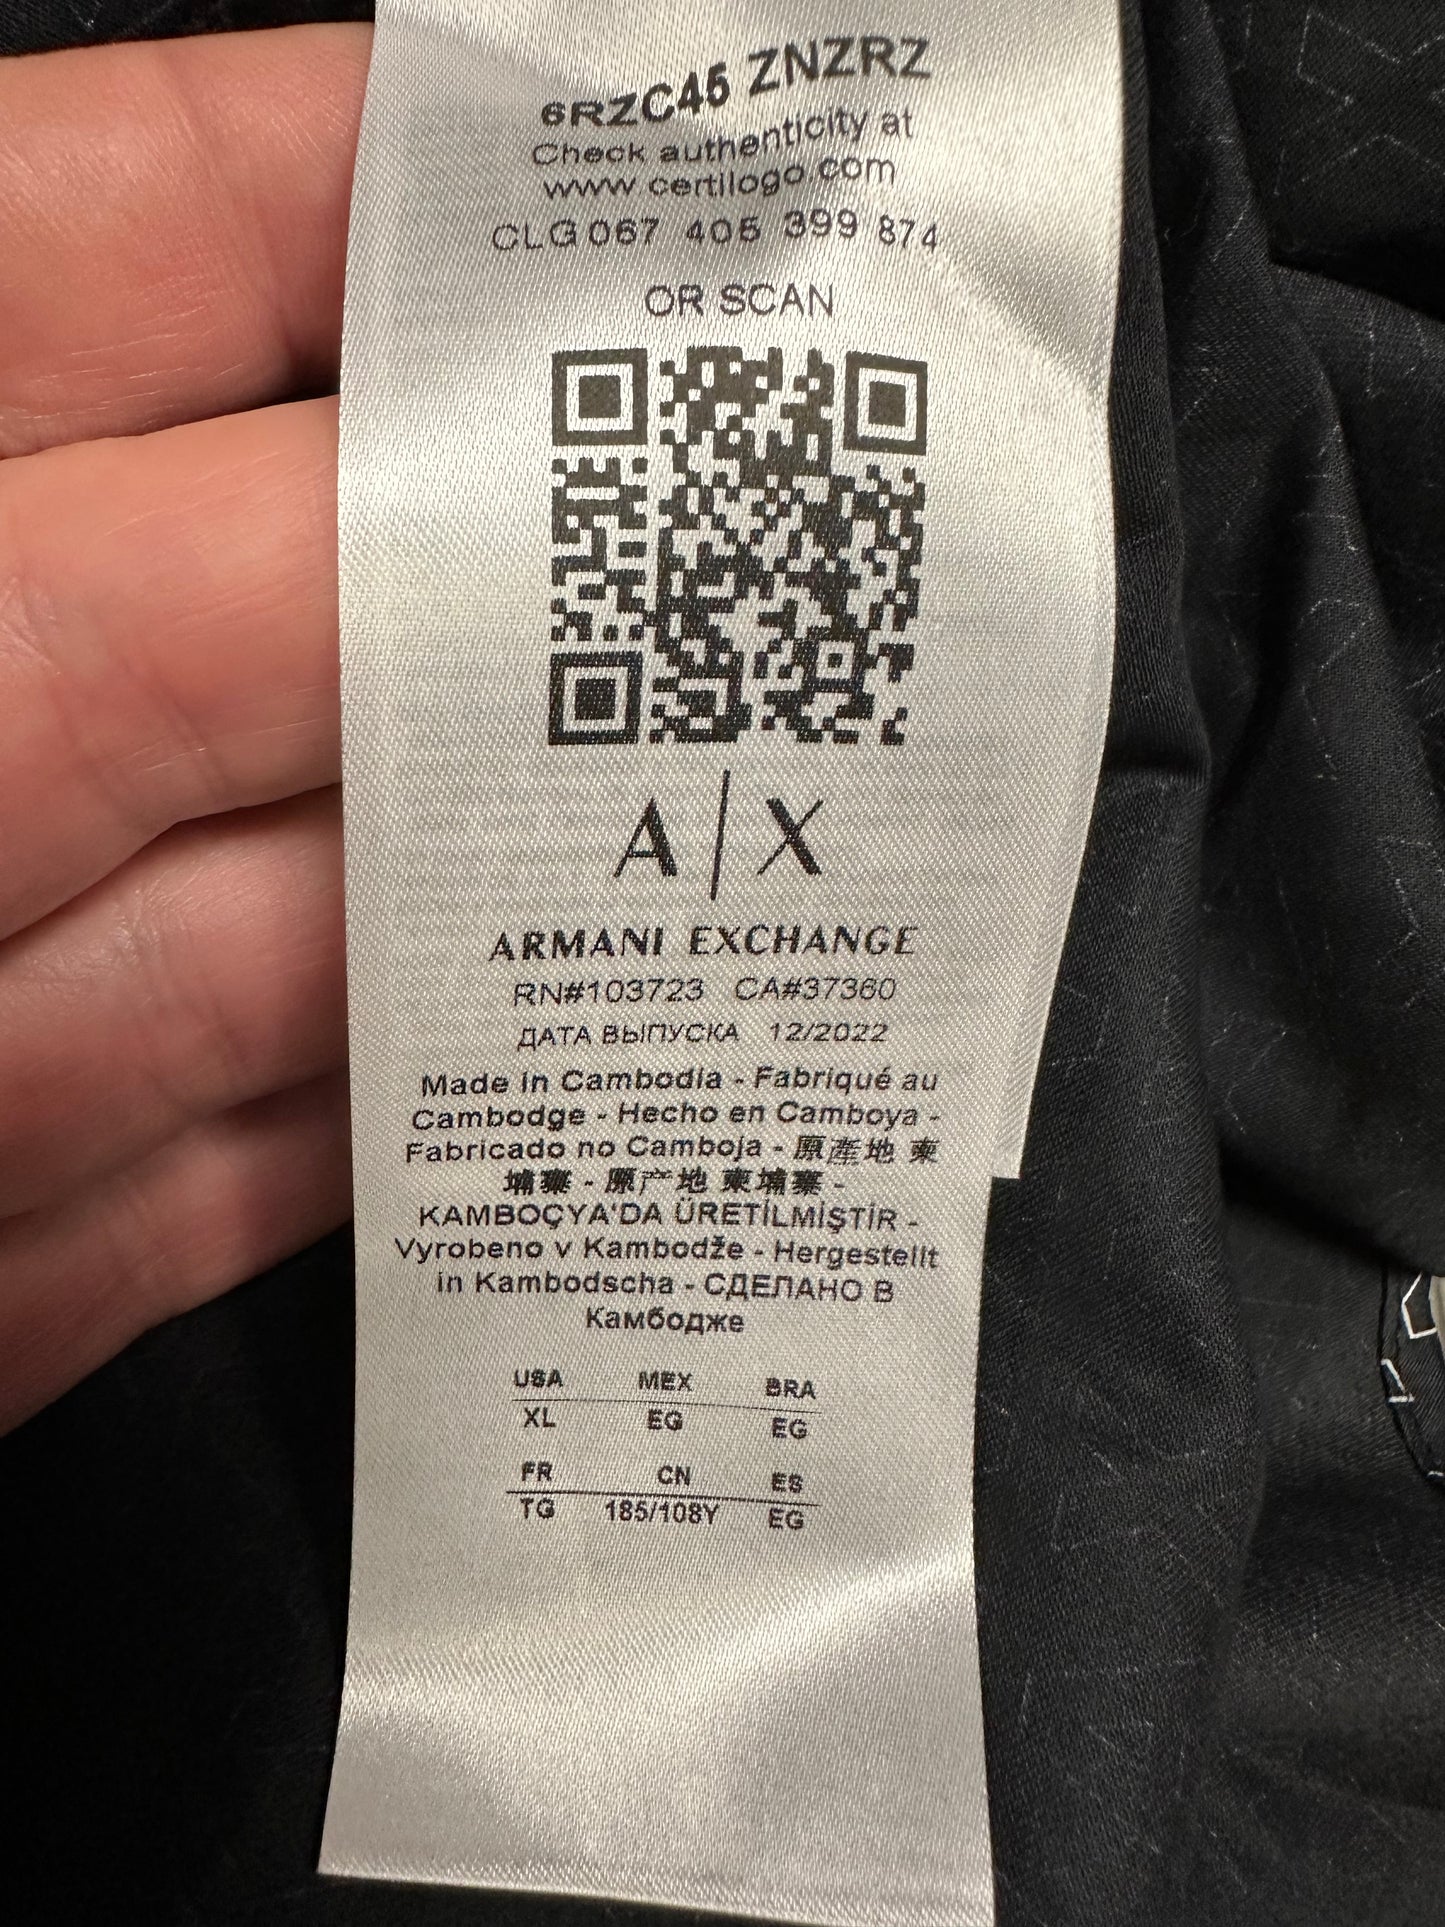 6RZC45 ZNZRZ
Check authenticity at
www certilogo com
CLG 067 405 399 874
OR SCAN
A|X
ARMANI EXCHANGE
RN#103723 CA#37360
ДАТА ВЫПУСКА 12/2022
Made in Cambodia - Fabriqué au
Cambodge - Hecho en Camboya -
Fabricado no Camboja - 原産地 柬
埔寨 - 原产地 柬埔寨 -
KAMBOÇYA'DA ÜRETİLMİŞTİR -
Vyrobeno v Kambodže - Hergestellt
in Kambodscha - СДЕЛАНО В
Камбодже
USA MEX BRA
XL EG EG
FR CN ES
TG 185/108Y EG